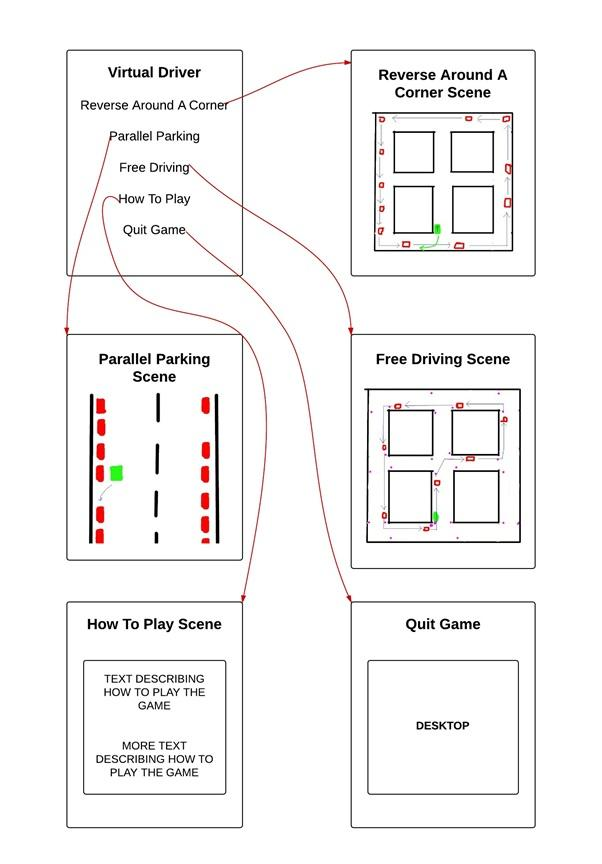 Virtual Driver
Reverse Around A Corner
Parallel Parking
Free Driving
How To Play
Quit Game
Reverse Around A
Corner Scene
Parallel Parking
Scene
Free Driving Scene
How To Play Scene
TEXT DESCRIBING
HOW TO PLAY THE
GAME
MORE TEXT
DESCRIBING HOW TO
PLAY THE GAME
Quit Game
DESKTOP